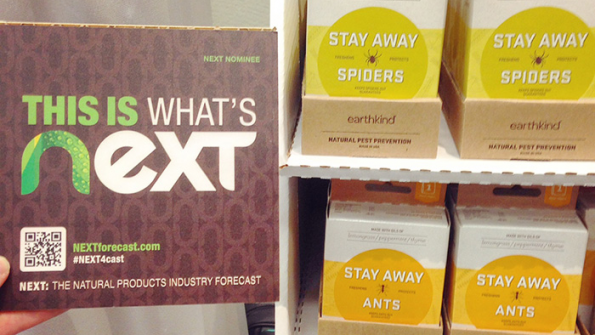 NEXT NOMINEE
THIS IS WHAT'S
nEXT
NEXTforecast.com
#NEXT4cast
NEXT: THE NATURAL PRODUCTS INDUSTRY FORECAST
STAY AWAY
SPIDERS
earthkind
NATURAL PEST PREVENTION
STAY AWAY
SPIDERS
earthkind
NATURAL PEST PREVENTION
STAY AWAY
ANTS
STAY AWAY
ANTS